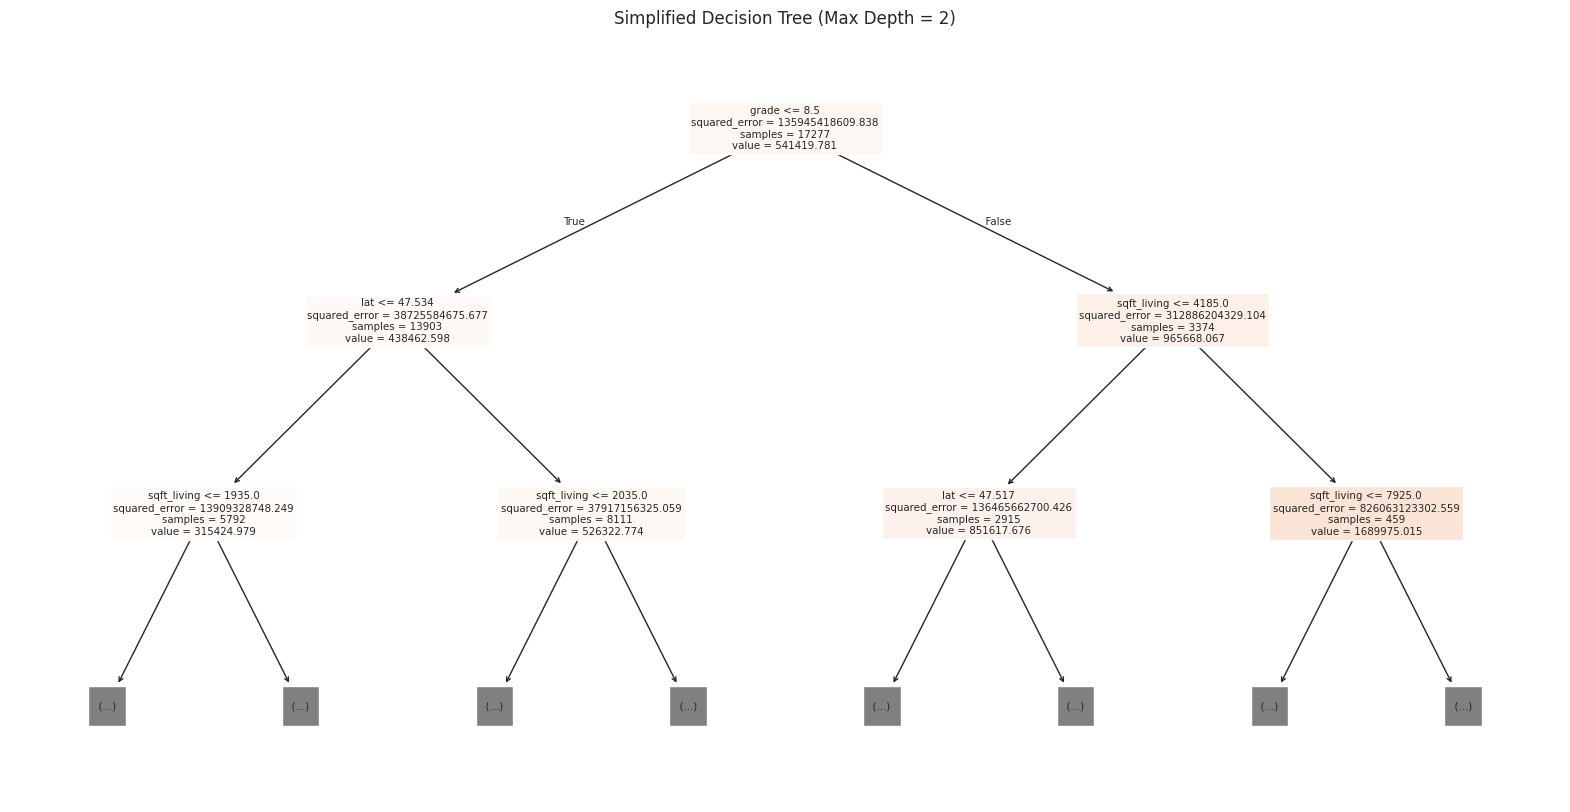 Simplified Decision Tree (Max Depth = 2)
grade <= 8.5
squared_error = 135945418609.838
samples = 17277
value = 541419.781
True
False
lat <= 47.534
squared_error = 38725584675.677
samples = 13903
value = 438462.598
sqft_living <= 4185.0
squared_error = 312886204329.104
samples = 3374
value = 965668.067
sqft_living <= 1935.0
squared_error = 13909328748.249
samples = 5792
value = 315424.979
sqft_living <= 2035.0
squared_error = 37917156325.059
samples = 8111
value = 526322.774
lat <= 47.517
squared_error = 136465662700.426
samples = 2915
value = 851617.676
sqft_living <= 7925.0
squared_error = 826063123302.559
samples = 459
value = 1689975.015
(...)
(...)
(...)
(...)
(...)
(...)
(...)
(...)